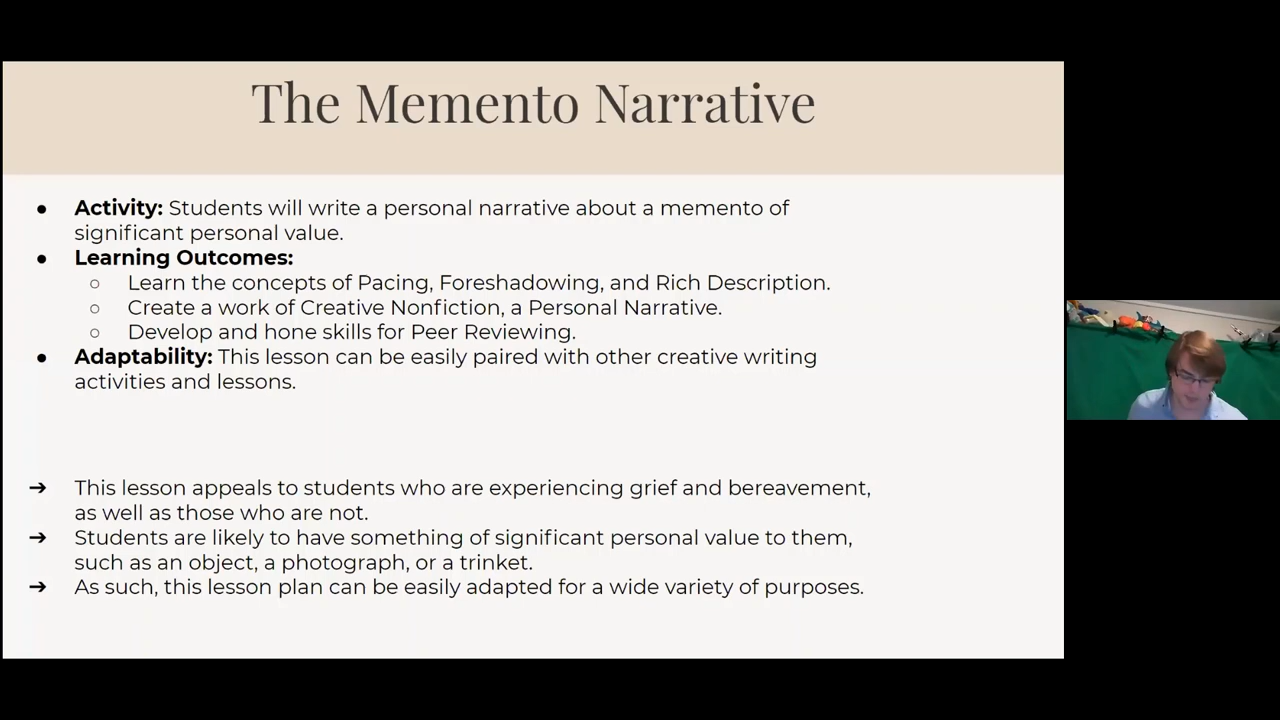 The Memento Narrative
● Activity: Students will write a personal narrative about a memento of
significant personal value.
● Learning Outcomes:
○ Learn the concepts of Pacing, Foreshadowing, and Rich Description.
○ Create a work of Creative Nonfiction, a Personal Narrative.
○ Develop and hone skills for Peer Reviewing.
● Adaptability: This lesson can be easily paired with other creative writing
activities and lessons.
➔ This lesson appeals to students who are experiencing grief and bereavement,
as well as those who are not.
➔ Students are likely to have something of significant personal value to them,
such as an object, a photograph, or a trinket.
➔ As such, this lesson plan can be easily adapted for a wide variety of purposes.